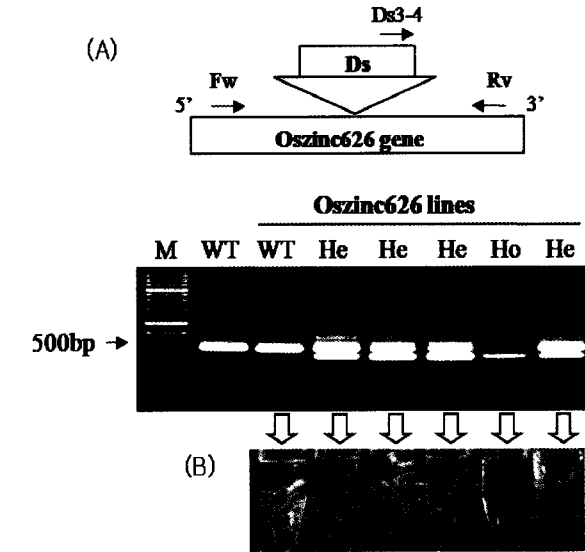 (A)
Ds3-4
Ds
Fw
Rv
5'
3'
Oszinc626 gene
Oszinc626 lines
M WT WT He He He Ho He
500bp
(B)